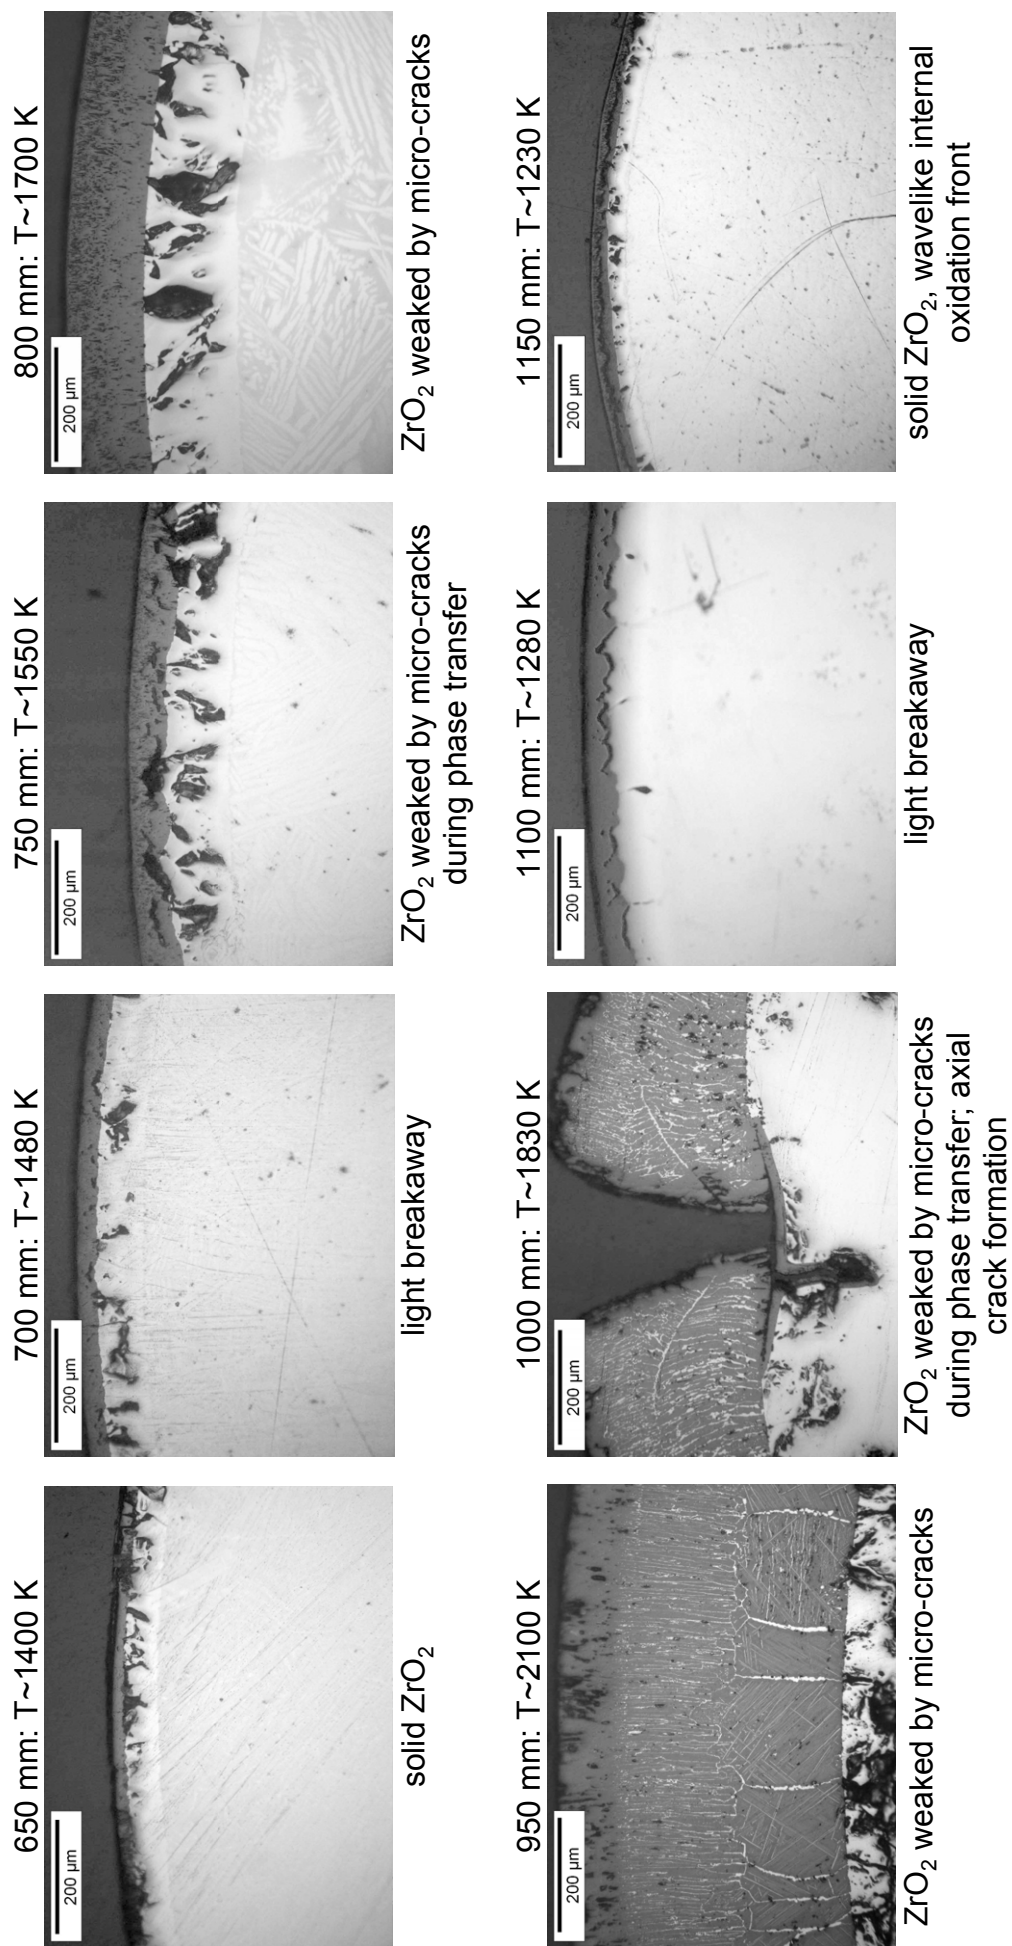 650 mm: T~1400 K
200 µm
solid ZrO₂
700 mm: T~1480 K
200 µm
light breakaway
750 mm: T~1550 K
200 µm
ZrO₂ weaked by micro-cracks
during phase transfer
800 mm: T~1700 K
200 µm
ZrO₂ weaked by micro-cracks
950 mm: T~2100 K
200 µm
ZrO₂ weaked by micro-cracks
1000 mm: T~1830 K
200 µm
ZrO₂ weaked by micro-cracks
during phase transfer; axial
crack formation
1100 mm: T~1280 K
200 µm
light breakaway
1150 mm: T~1230 K
200 µm
solid ZrO₂, wavelike internal
oxidation front